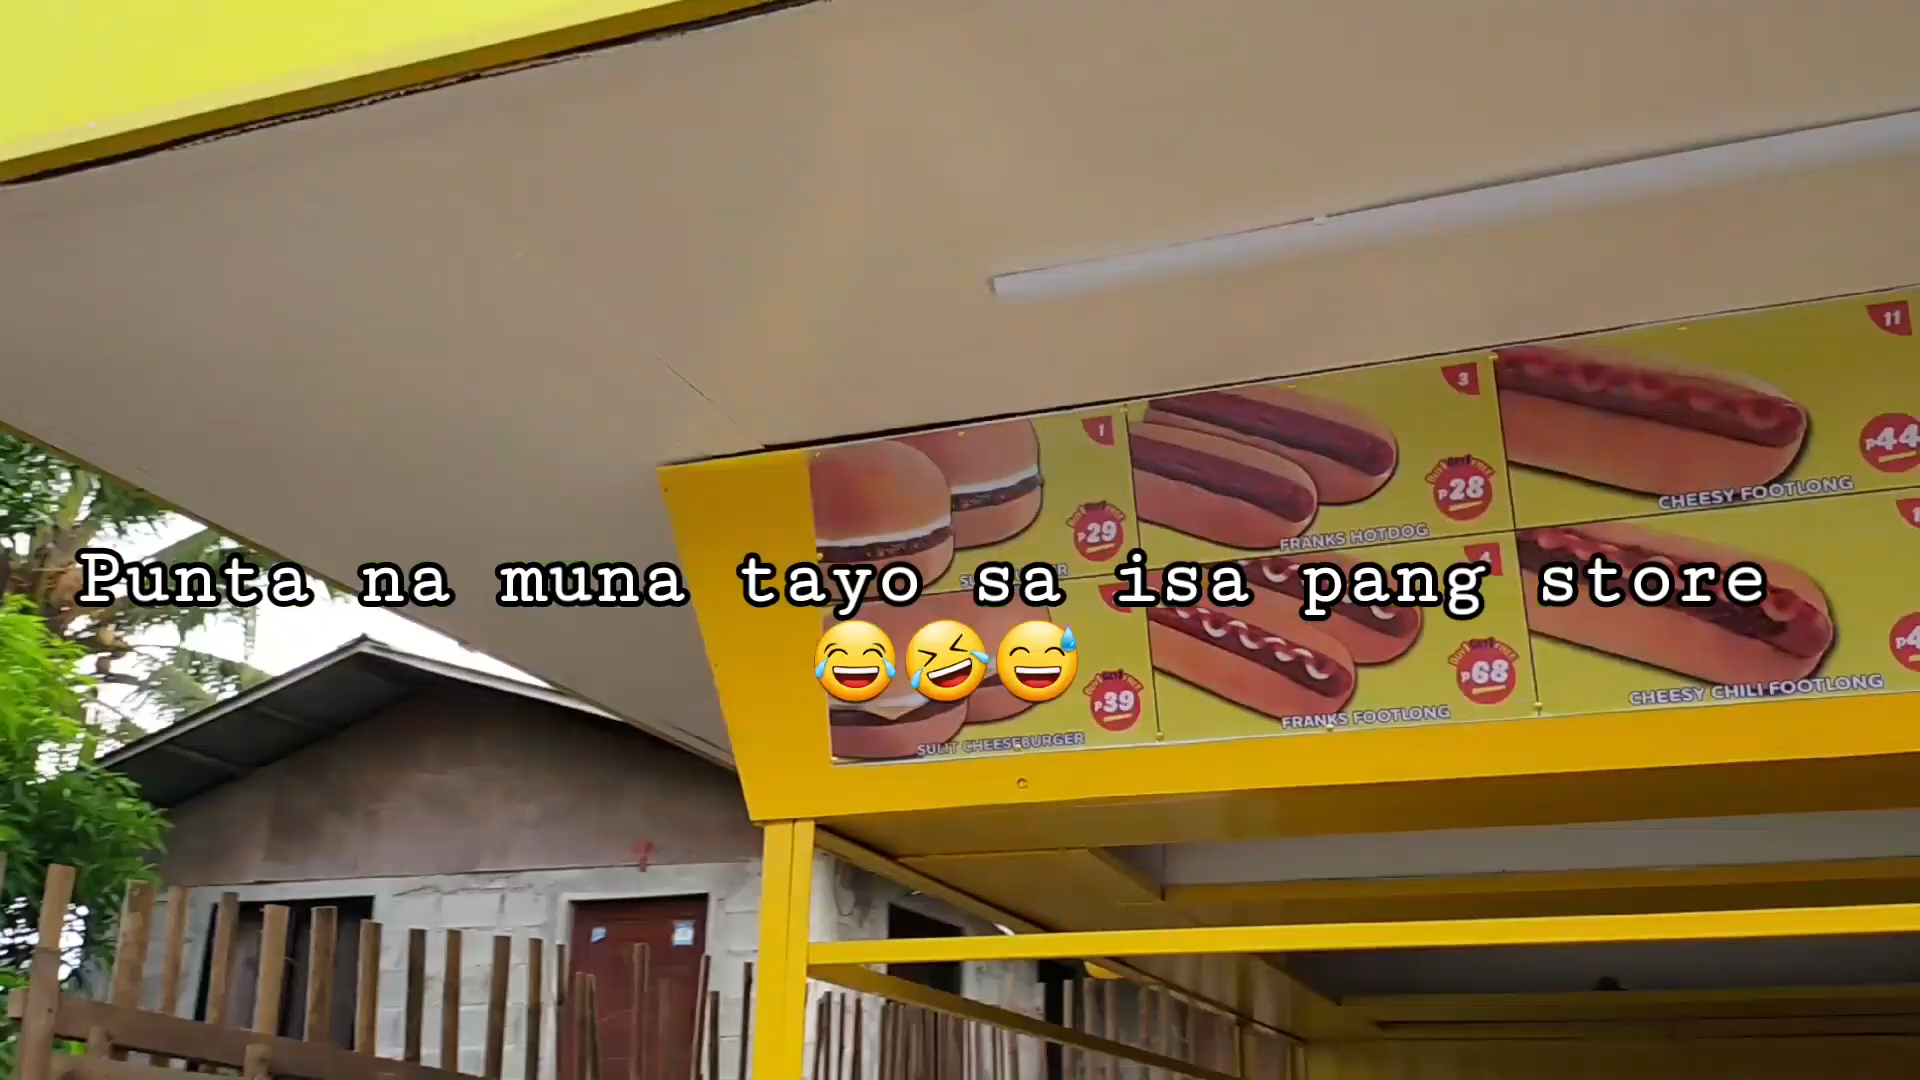 11
₱44
CHEESY FOOTLONG
3
₱28
FRANKS HOTDOG
1
₱29
Punta na muna tayo sa isa pang store
😂🤣😅
4
₱68
FRANKS FOOTLONG
₱39
SULIT CHEESEBURGER
CHEESY CHILI FOOTLONG